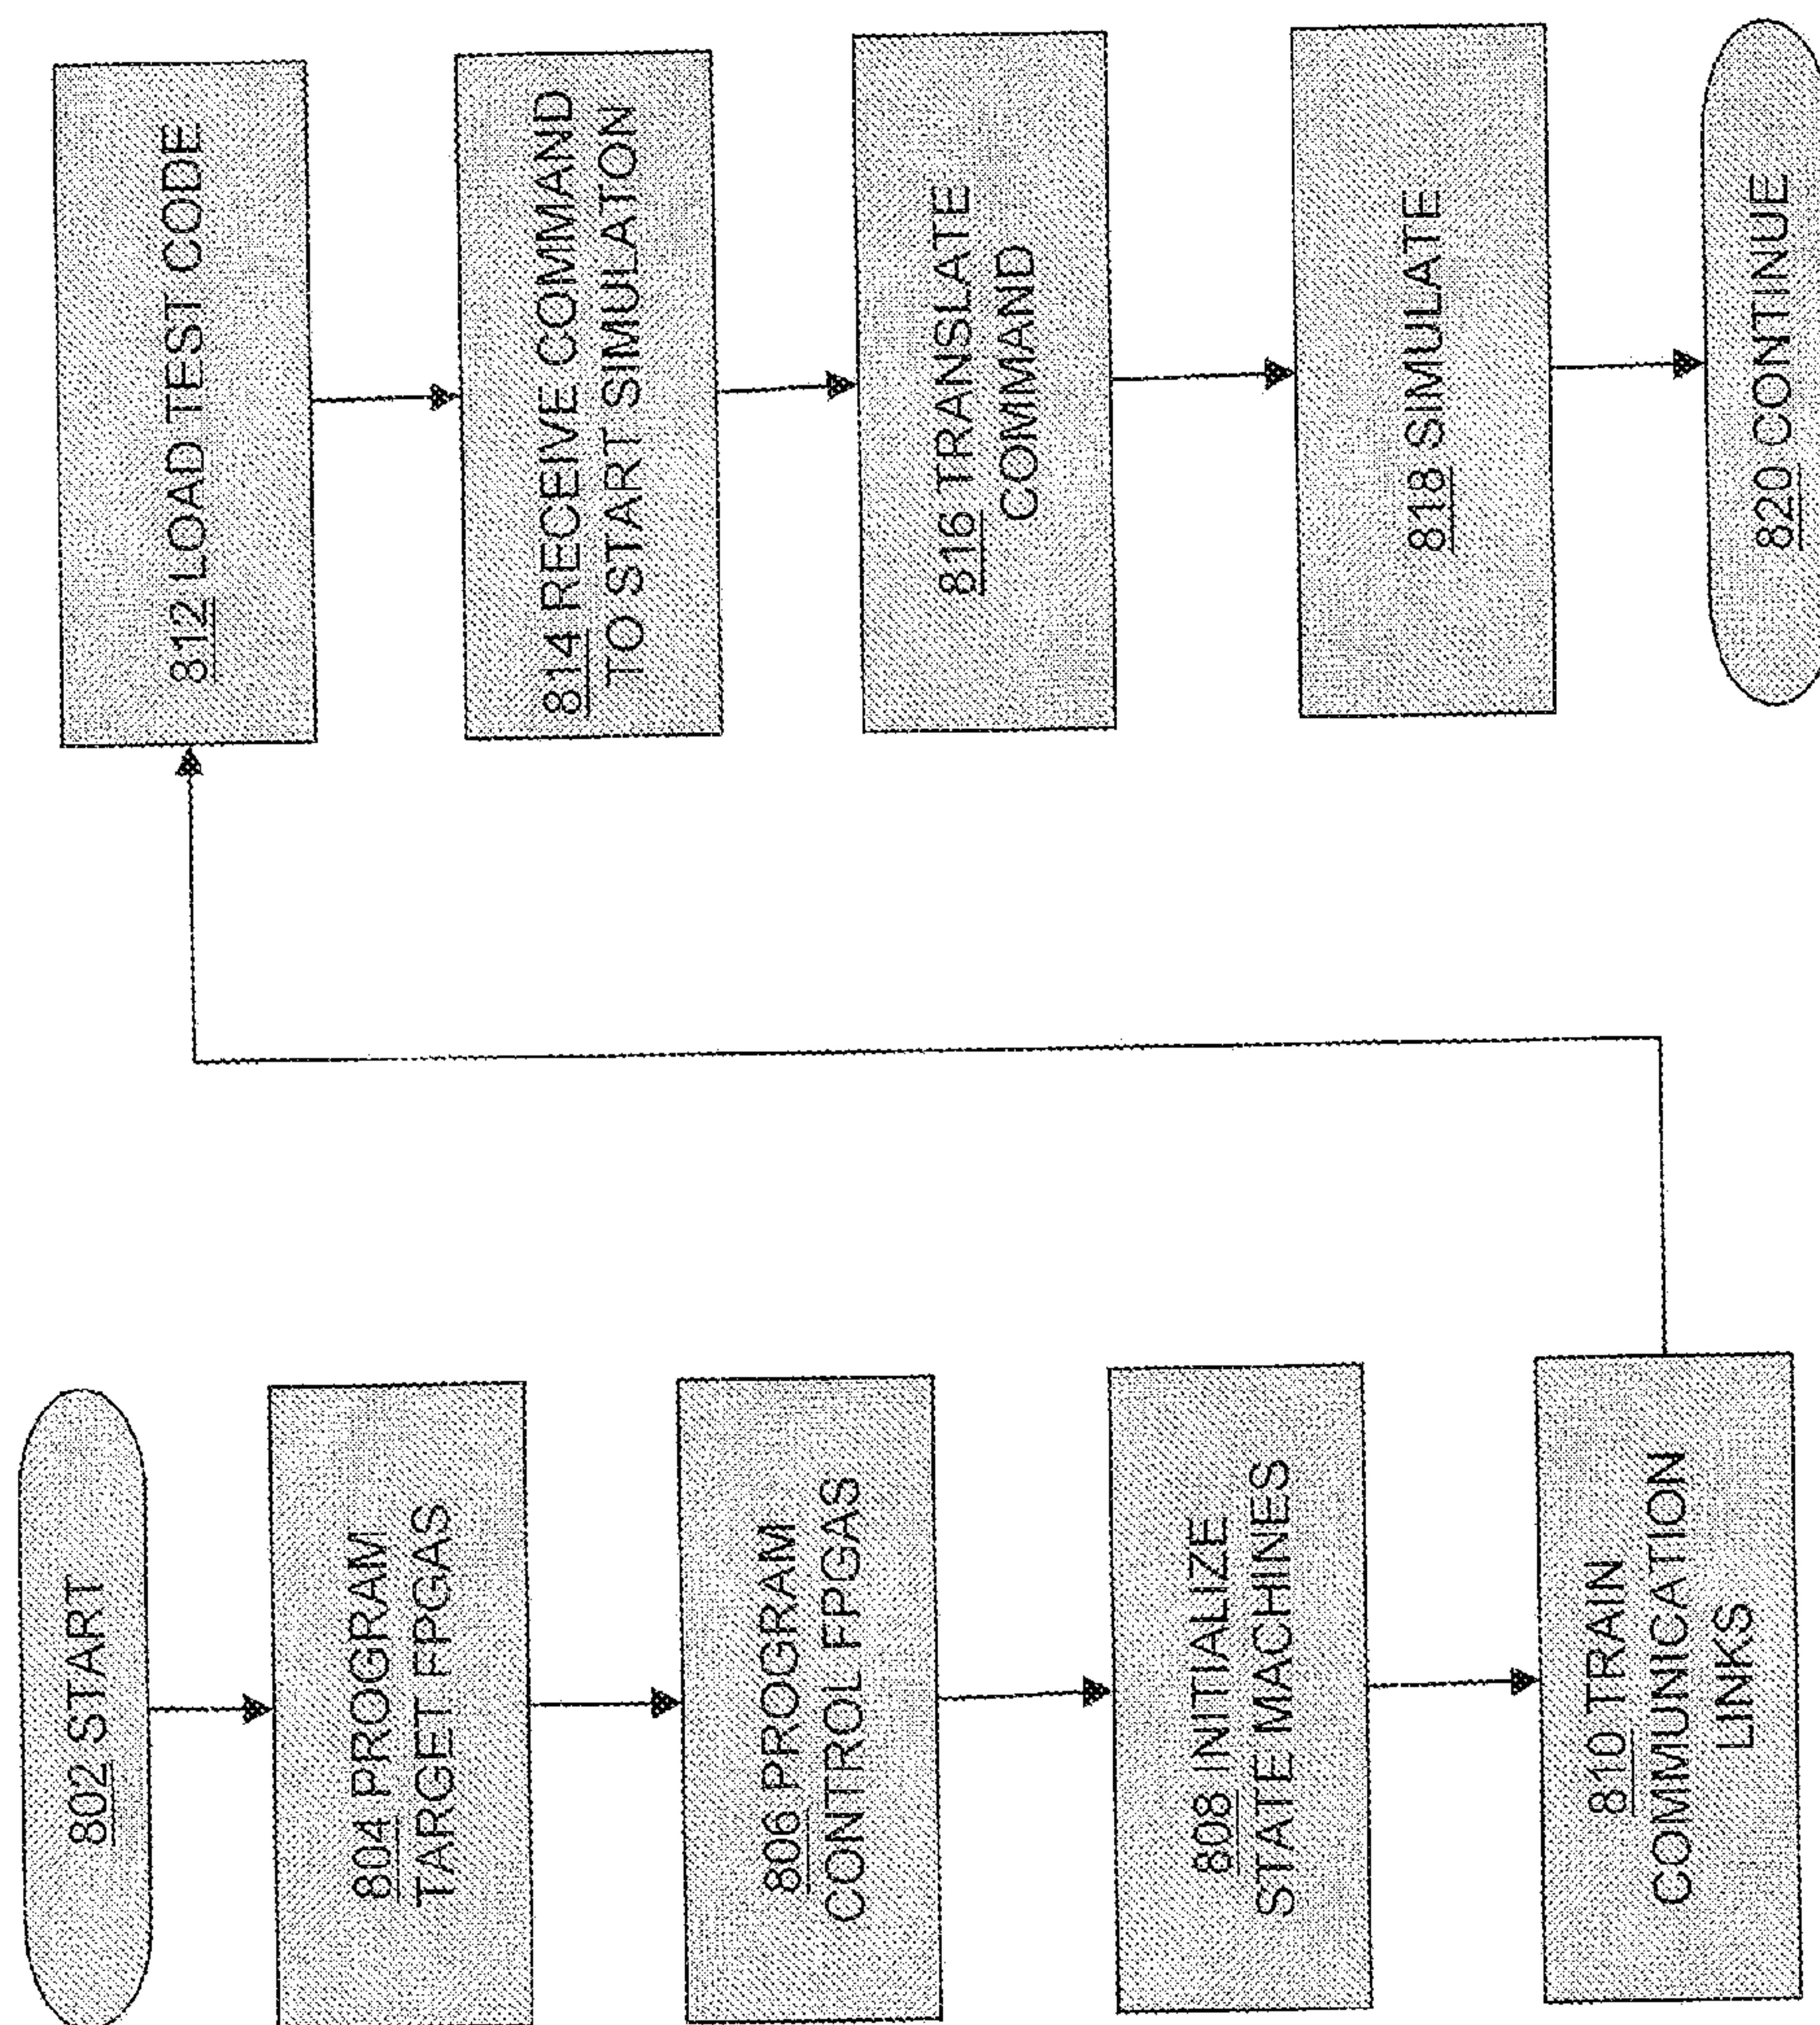 802 START
804 PROGRAM
TARGET FPGAS
806 PROGRAM
CONTROL FPGAS
808 INITIALIZE
STATE MACHINES
810 TRAIN
COMMUNICATION
LINKS
812 LOAD TEST CODE
814 RECEIVE COMMAND
TO START SIMULATON
816 TRANSLATE
COMMAND
818 SIMULATE
820 CONTINUE